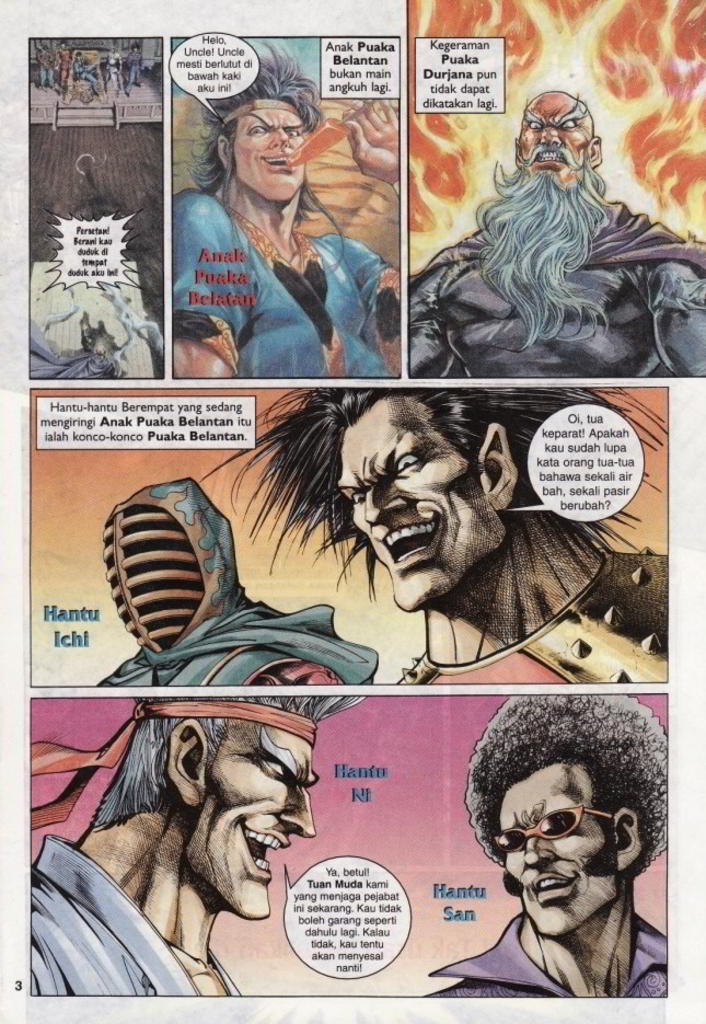 Persetan!
Berani kau
duduk di
tempat
duduk aku ini!
Helo,
Uncle! Uncle
mesti berlutut di
bawah kaki
aku ini!
Anak Puaka
Belantan
bukan main
angkuh lagi.
Anak
Puaka
Belatan
Kegeraman
Puaka
Durjana pun
tidak dapat
dikatakan lagi.
Hantu-hantu Berempat yang sedang
mengiringi Anak Puaka Belantan itu
ialah konco-konco Puaka Belantan.
Oi, tua
keparat! Apakah
kau sudah lupa
kata orang tua-tua
bahawa sekali air
bah, sekali pasir
berubah?
Hantu
Ichi
Hantu
Ni
Ya, betul!
Tuan Muda kami
yang menjaga pejabat
ini sekarang. Kau tidak
boleh garang seperti
dahulu lagi. Kalau
tidak, kau tentu
akan menyesal
nanti!
Hantu
San
3